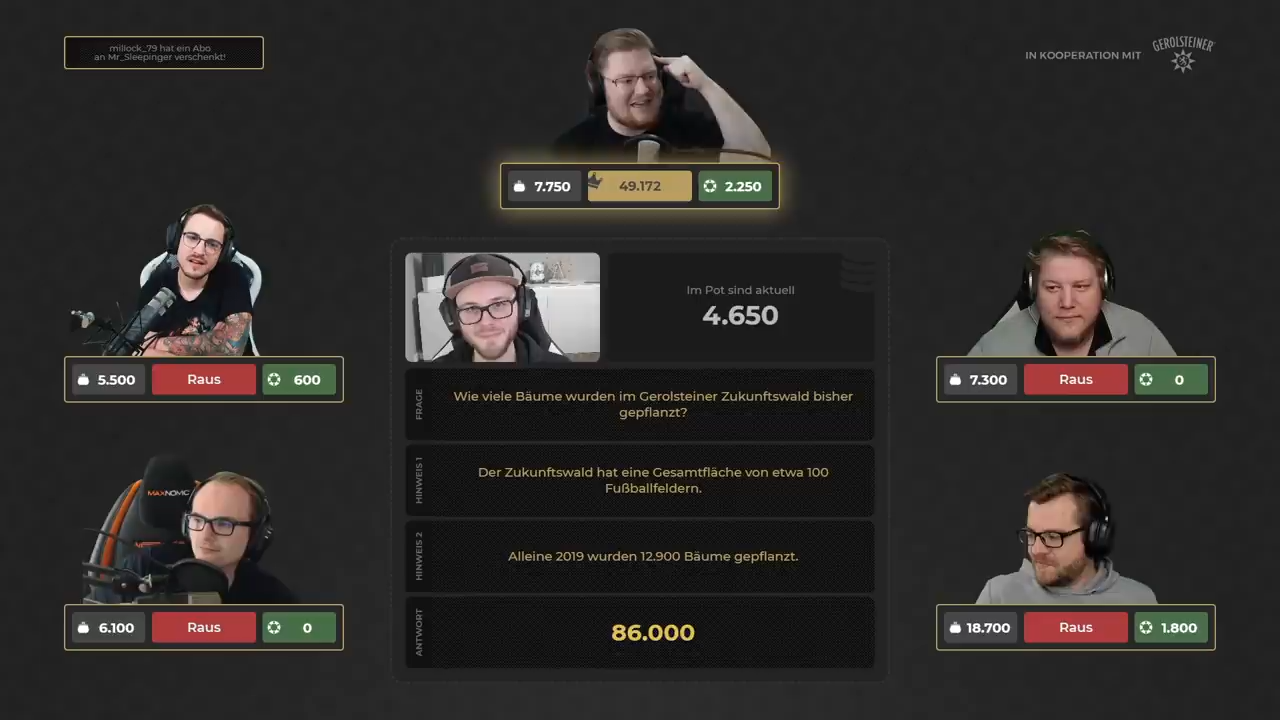 millock_79 hat ein Abo
an Mr_Sleepinger verschenkt!
IN KOOPERATION MIT
GEROLSTEINER
7.750
49.172
2.250
Im Pot sind aktuell
4.650
5.500
Raus
600
7.300
Raus
0
FRAGE
Wie viele Bäume wurden im Gerolsteiner Zukunftswald bisher
gepflanzt?
HINWEIS 1
Der Zukunftswald hat eine Gesamtfläche von etwa 100
Fußballfeldern.
HINWEIS 2
Alleine 2019 wurden 12.900 Bäume gepflanzt.
ANTWORT
86.000
MAXNOMIC
6.100
Raus
0
18.700
Raus
1.800